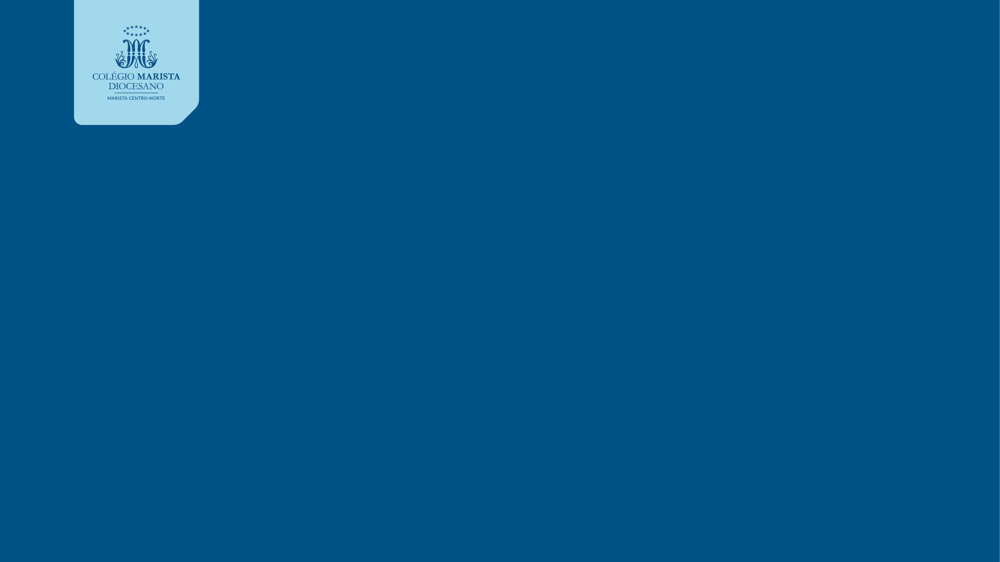 COLÉGIO MARISTA
DIOCESANO
MARISTA CENTRO-NORTE